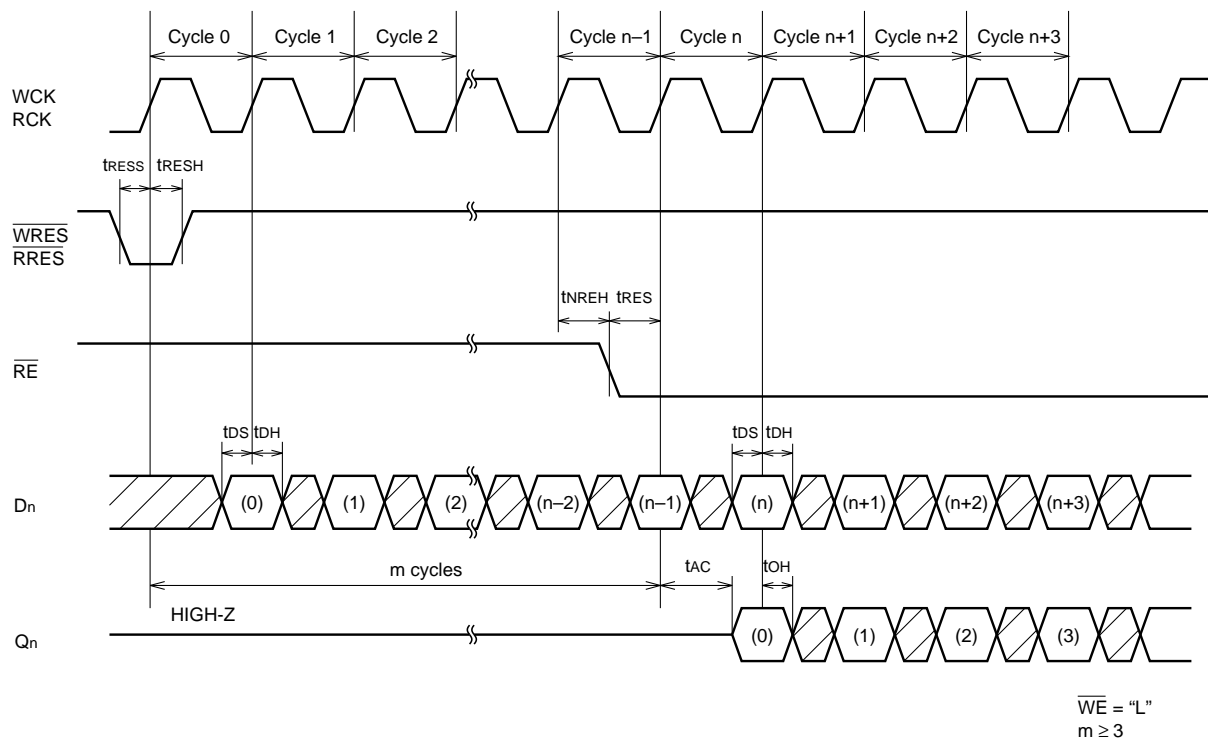 Cycle 0 Cycle 1 Cycle 2 Cycle n–1 Cycle n Cycle n+1 Cycle n+2 Cycle n+3
WCK
RCK
tRESS tRESH
WRES
RRES
tNREH tRES
RE
tDS tDH tDS tDH
Dn (0) (1) (2) (n–2) (n–1) (n) (n+1) (n+2) (n+3)
m cycles tAC tOH
HIGH-Z
Qn (0) (1) (2) (3)
WE = “L”
m ≥ 3